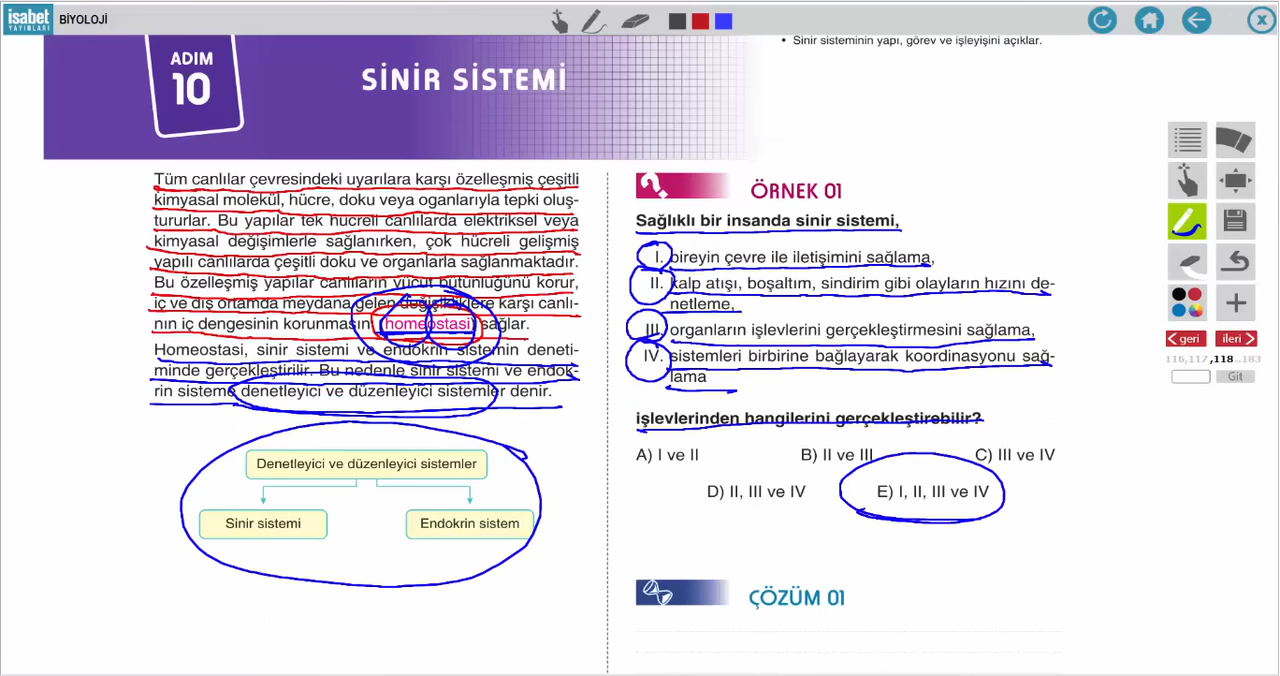 isabet
YAYINLARI
BİYOLOJİ
• Sinir sisteminin yapı, görev ve işleyişini açıklar.
ADIM
10
SİNİR SİSTEMİ
Tüm canlılar çevresindeki uyarılara karşı özelleşmiş çeşitli
kimyasal molekül, hücre, doku veya oganlarıyla tepki oluş-
tururlar. Bu yapılar tek hücreli canlılarda elektriksel veya
kimyasal değişimlerle sağlanırken, çok hücreli gelişmiş
yapılı canlılarda çeşitli doku ve organlarla sağlanmaktadır.
Bu özelleşmiş yapılar canlıların vücut bütünlüğünü korur,
iç ve dış ortamda meydana gelen değişikliklere karşı canlı-
nın iç dengesinin korunmasını (homeostasi) sağlar.
Homeostasi, sinir sistemi ve endokrin sistemin deneti-
minde gerçekleştirilir. Bu nedenle sinir sistemi ve endok-
rin sisteme denetleyici ve düzenleyici sistemler denir.
Denetleyici ve düzenleyici sistemler
Sinir sistemi
Endokrin sistem
ÖRNEK 01
Sağlıklı bir insanda sinir sistemi,
I. bireyin çevre ile iletişimini sağlama,
II. kalp atışı, boşaltım, sindirim gibi olayların hızını de-
netleme,
III. organların işlevlerini gerçekleştirmesini sağlama,
IV. sistemleri birbirine bağlayarak koordinasyonu sağ-
lama
işlevlerinden hangilerini gerçekleştirebilir?
A) I ve II B) II ve III C) III ve IV
D) II, III ve IV E) I, II, III ve IV
ÇÖZÜM 01
geri
ileri
116,117,118...183
Git